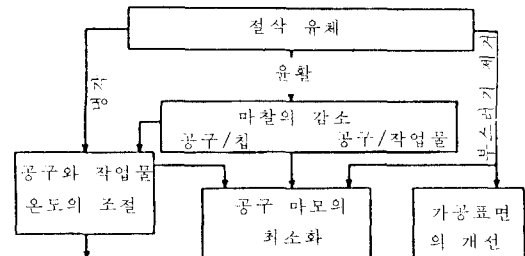 절삭 유체
냉각
윤활
부스러기 제거
마찰의 감소
공구/칩 공구/작업물
공구와 작업물
온도의 조절
공구 마모의
최소화
가공표면
의 개선